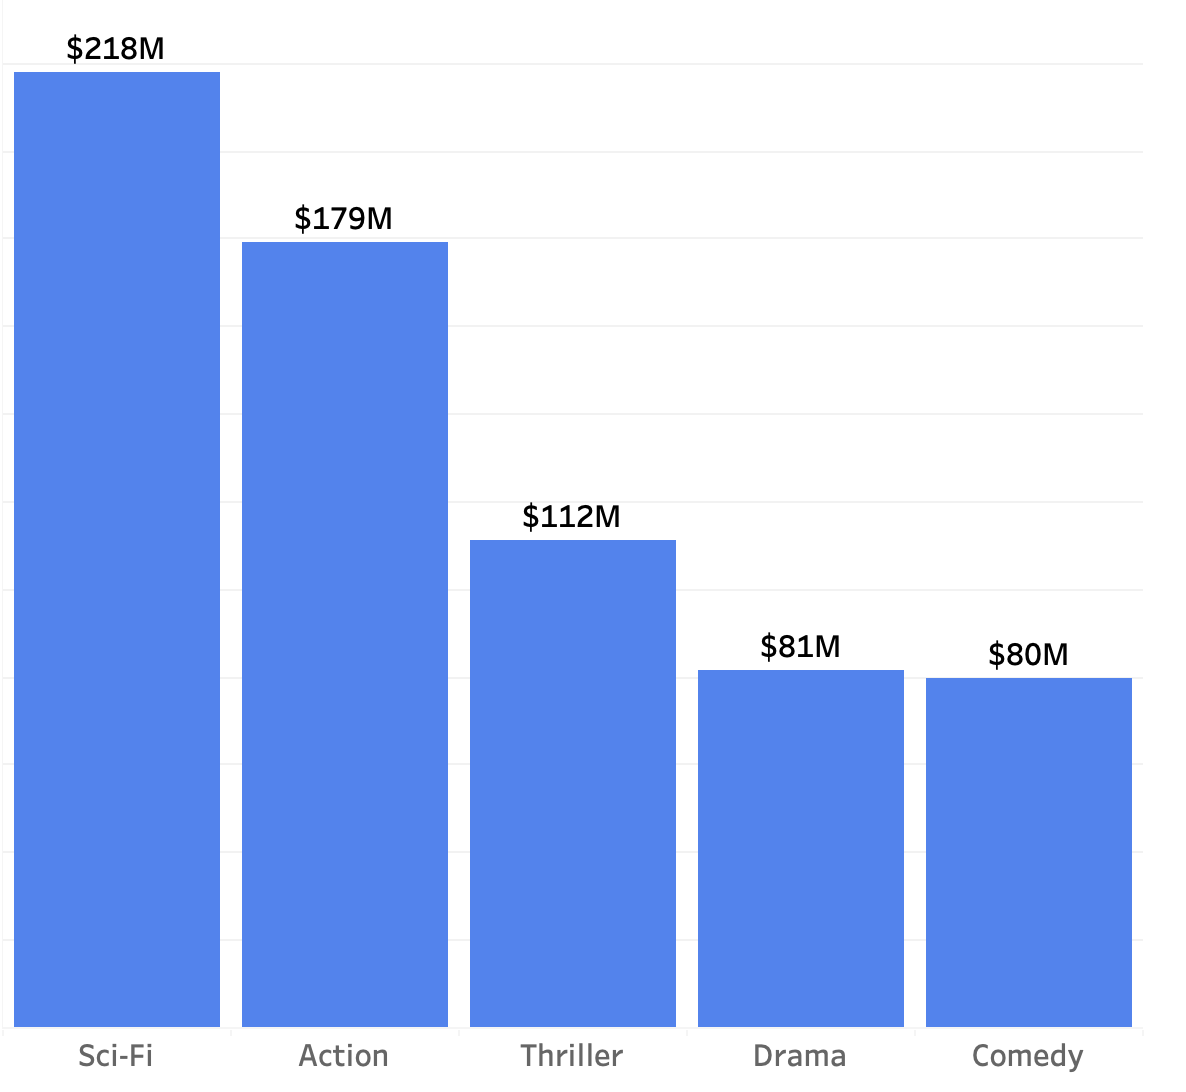 $218M
$179M
$112M
$81M
$80M
Sci-Fi
Action
Thriller
Drama
Comedy